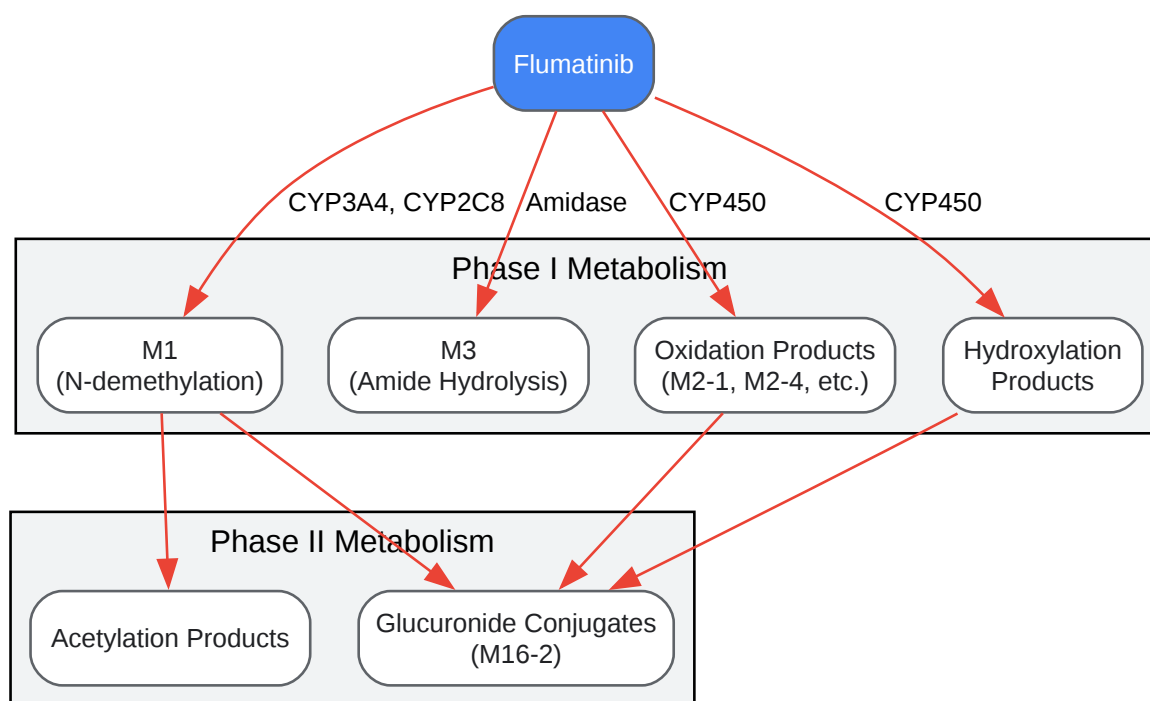 Flumatinib
CYP3A4, CYP2C8
Amidase
CYP450
CYP450
Phase I Metabolism
M1
(N-demethylation)
M3
(Amide Hydrolysis)
Oxidation Products
(M2-1, M2-4, etc.)
Hydroxylation
Products
Phase II Metabolism
Acetylation Products
Glucuronide Conjugates
(M16-2)